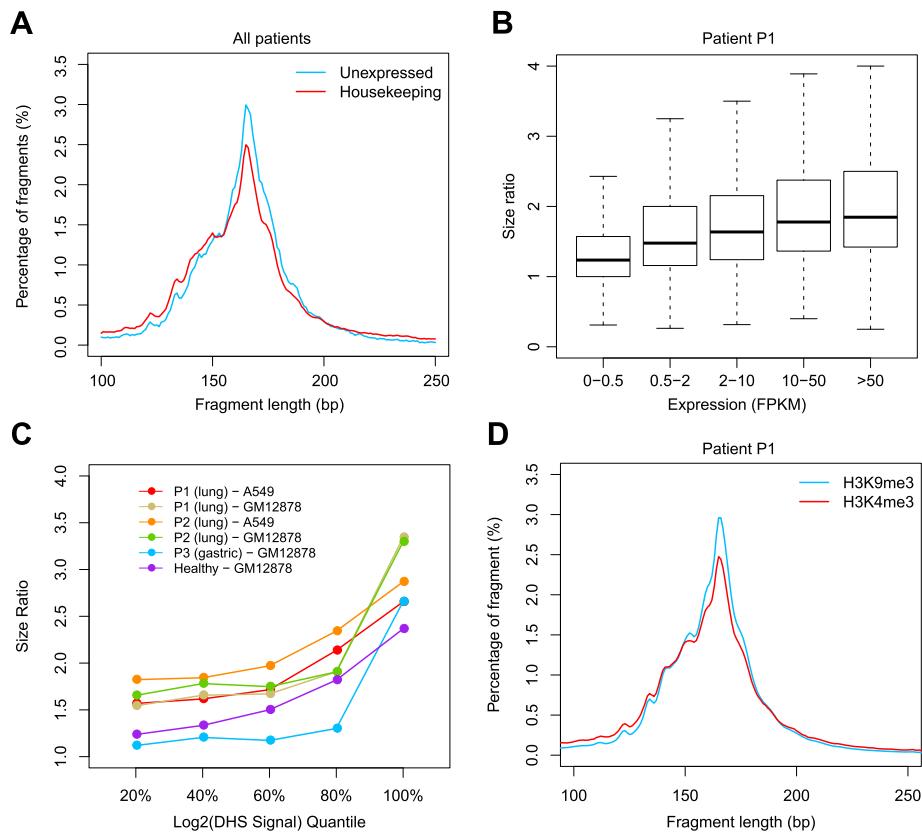 A
All patients
Unexpressed
Housekeeping
Percentage of fragments (%)
3.5
3.0
2.5
2.0
1.5
1.0
0.5
0.0
100
150
200
250
Fragment length (bp)
B
Patient P1
Size ratio
4
3
2
1
0
0−0.5
0.5−2
2−10
10−50
>50
Expression (FPKM)
C
P1 (lung) − A549
P1 (lung) − GM12878
P2 (lung) − A549
P2 (lung) − GM12878
P3 (gastric) − GM12878
Healthy − GM12878
Size Ratio
4.0
3.5
3.0
2.5
2.0
1.5
1.0
20%
40%
60%
80%
100%
Log2(DHS Signal) Quantile
D
Patient P1
H3K9me3
H3K4me3
Percentage of fragment (%)
3.5
3.0
2.5
2.0
1.5
1.0
0.5
0.0
100
150
200
250
Fragment length (bp)